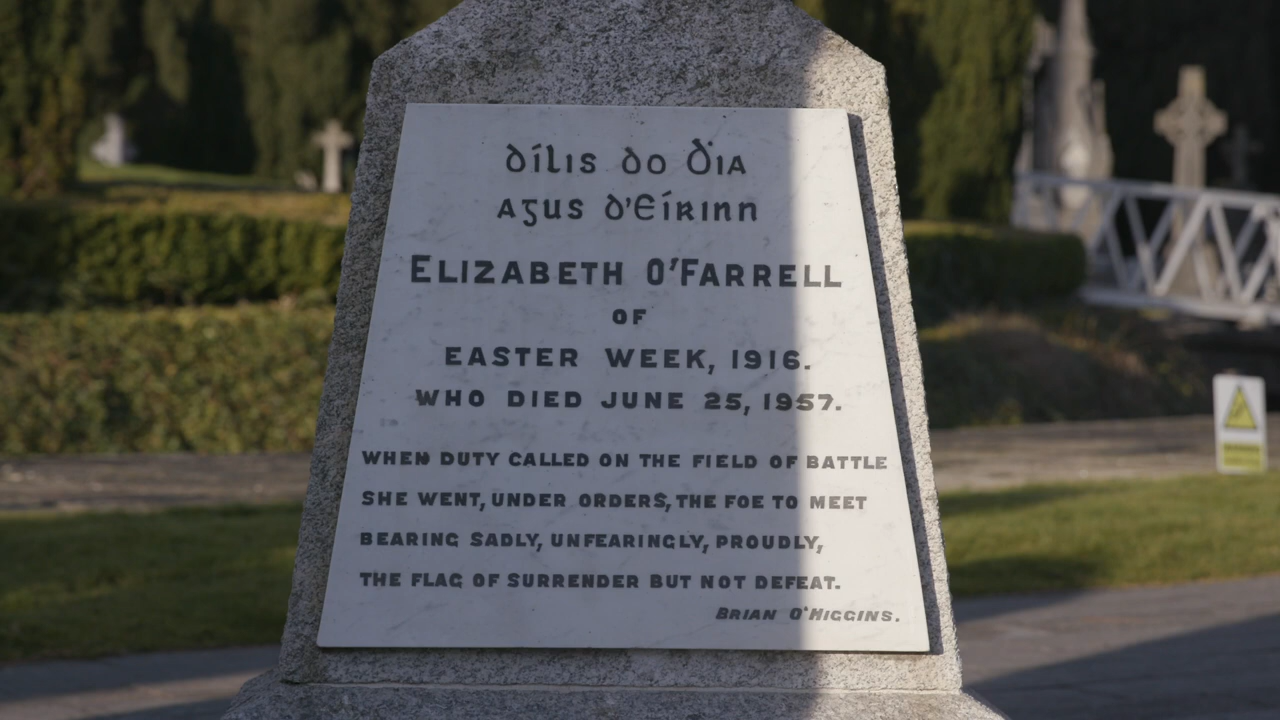 Dílis do Ḋia
agus d'Éirinn
ELIZABETH O'FARRELL
OF
EASTER WEEK, 1916.
WHO DIED JUNE 25, 1957.
WHEN DUTY CALLED ON THE FIELD OF BATTLE
SHE WENT, UNDER ORDERS, THE FOE TO MEET
BEARING SADLY, UNFEARINGLY, PROUDLY,
THE FLAG OF SURRENDER BUT NOT DEFEAT.
BRIAN O'HIGGINS.